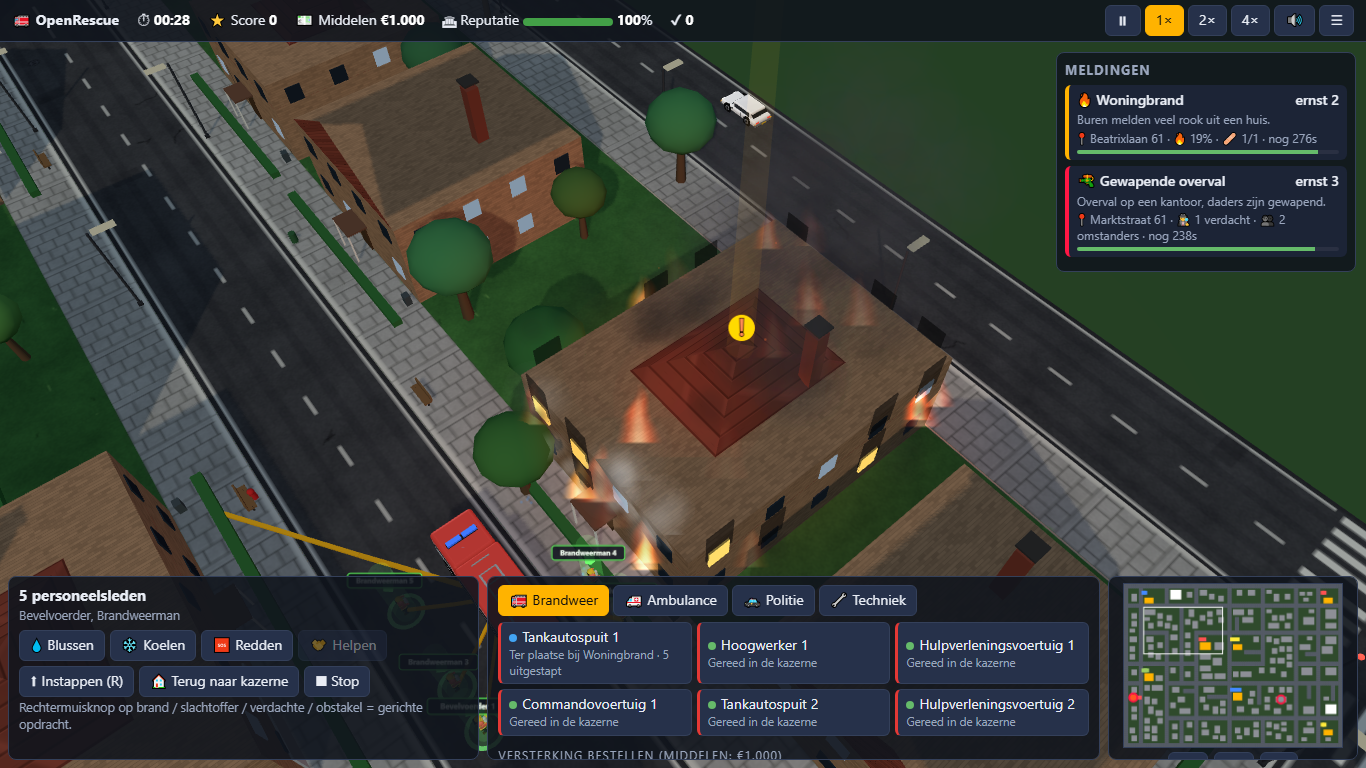 OpenRescue 00:28 Score 0 Middelen €1.000 Reputatie 100% ✓ 0
1× 2× 4×
MELDINGEN
Woningbrand ernst 2
Buren melden veel rook uit een huis.
Beatrixlaan 61 · 19% · 1/1 · nog 276s
Gewapende overval ernst 3
Overval op een kantoor, daders zijn gewapend.
Marktstraat 61 · 1 verdacht · 2
omstanders · nog 238s
Brandweerman 4
5 personeelsleden
Bevelvoerder, Brandweerman
Blussen Koelen Redden Helpen
Instappen (R) Terug naar kazerne Stop
Rechtermuisknop op brand / slachtoffer / verdachte / obstakel = gerichte
opdracht.
Brandweer Ambulance Politie Techniek
Tankautospuit 1
Ter plaatse bij Woningbrand · 5
uitgestapt
Hoogwerker 1
Gereed in de kazerne
Hulpverleningsvoertuig 1
Gereed in de kazerne
Commandovoertuig 1
Gereed in de kazerne
Tankautospuit 2
Gereed in de kazerne
Hulpverleningsvoertuig 2
Gereed in de kazerne
VERSTERKING BESTELLEN (MIDDELEN: €1.000)